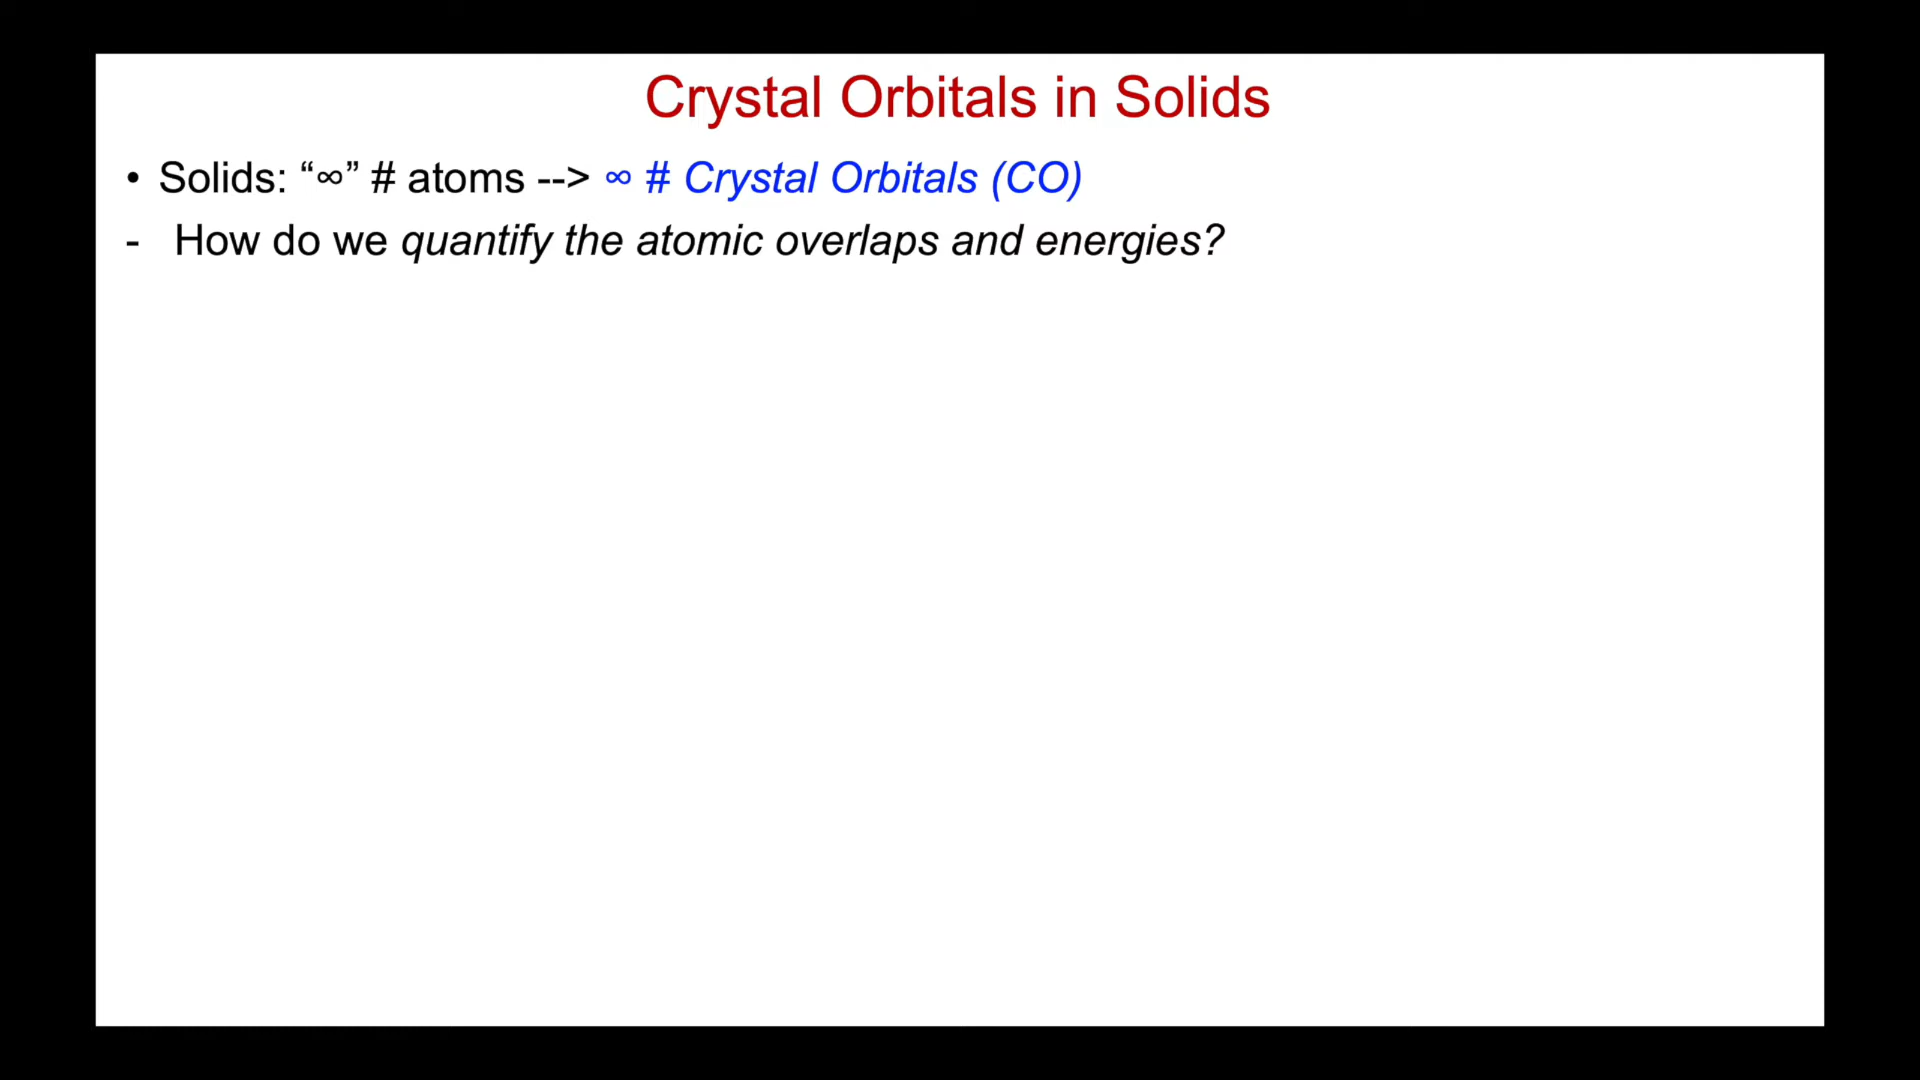 Crystal Orbitals in Solids
• Solids: “∞” # atoms --> ∞ # Crystal Orbitals (CO)
- How do we quantify the atomic overlaps and energies?